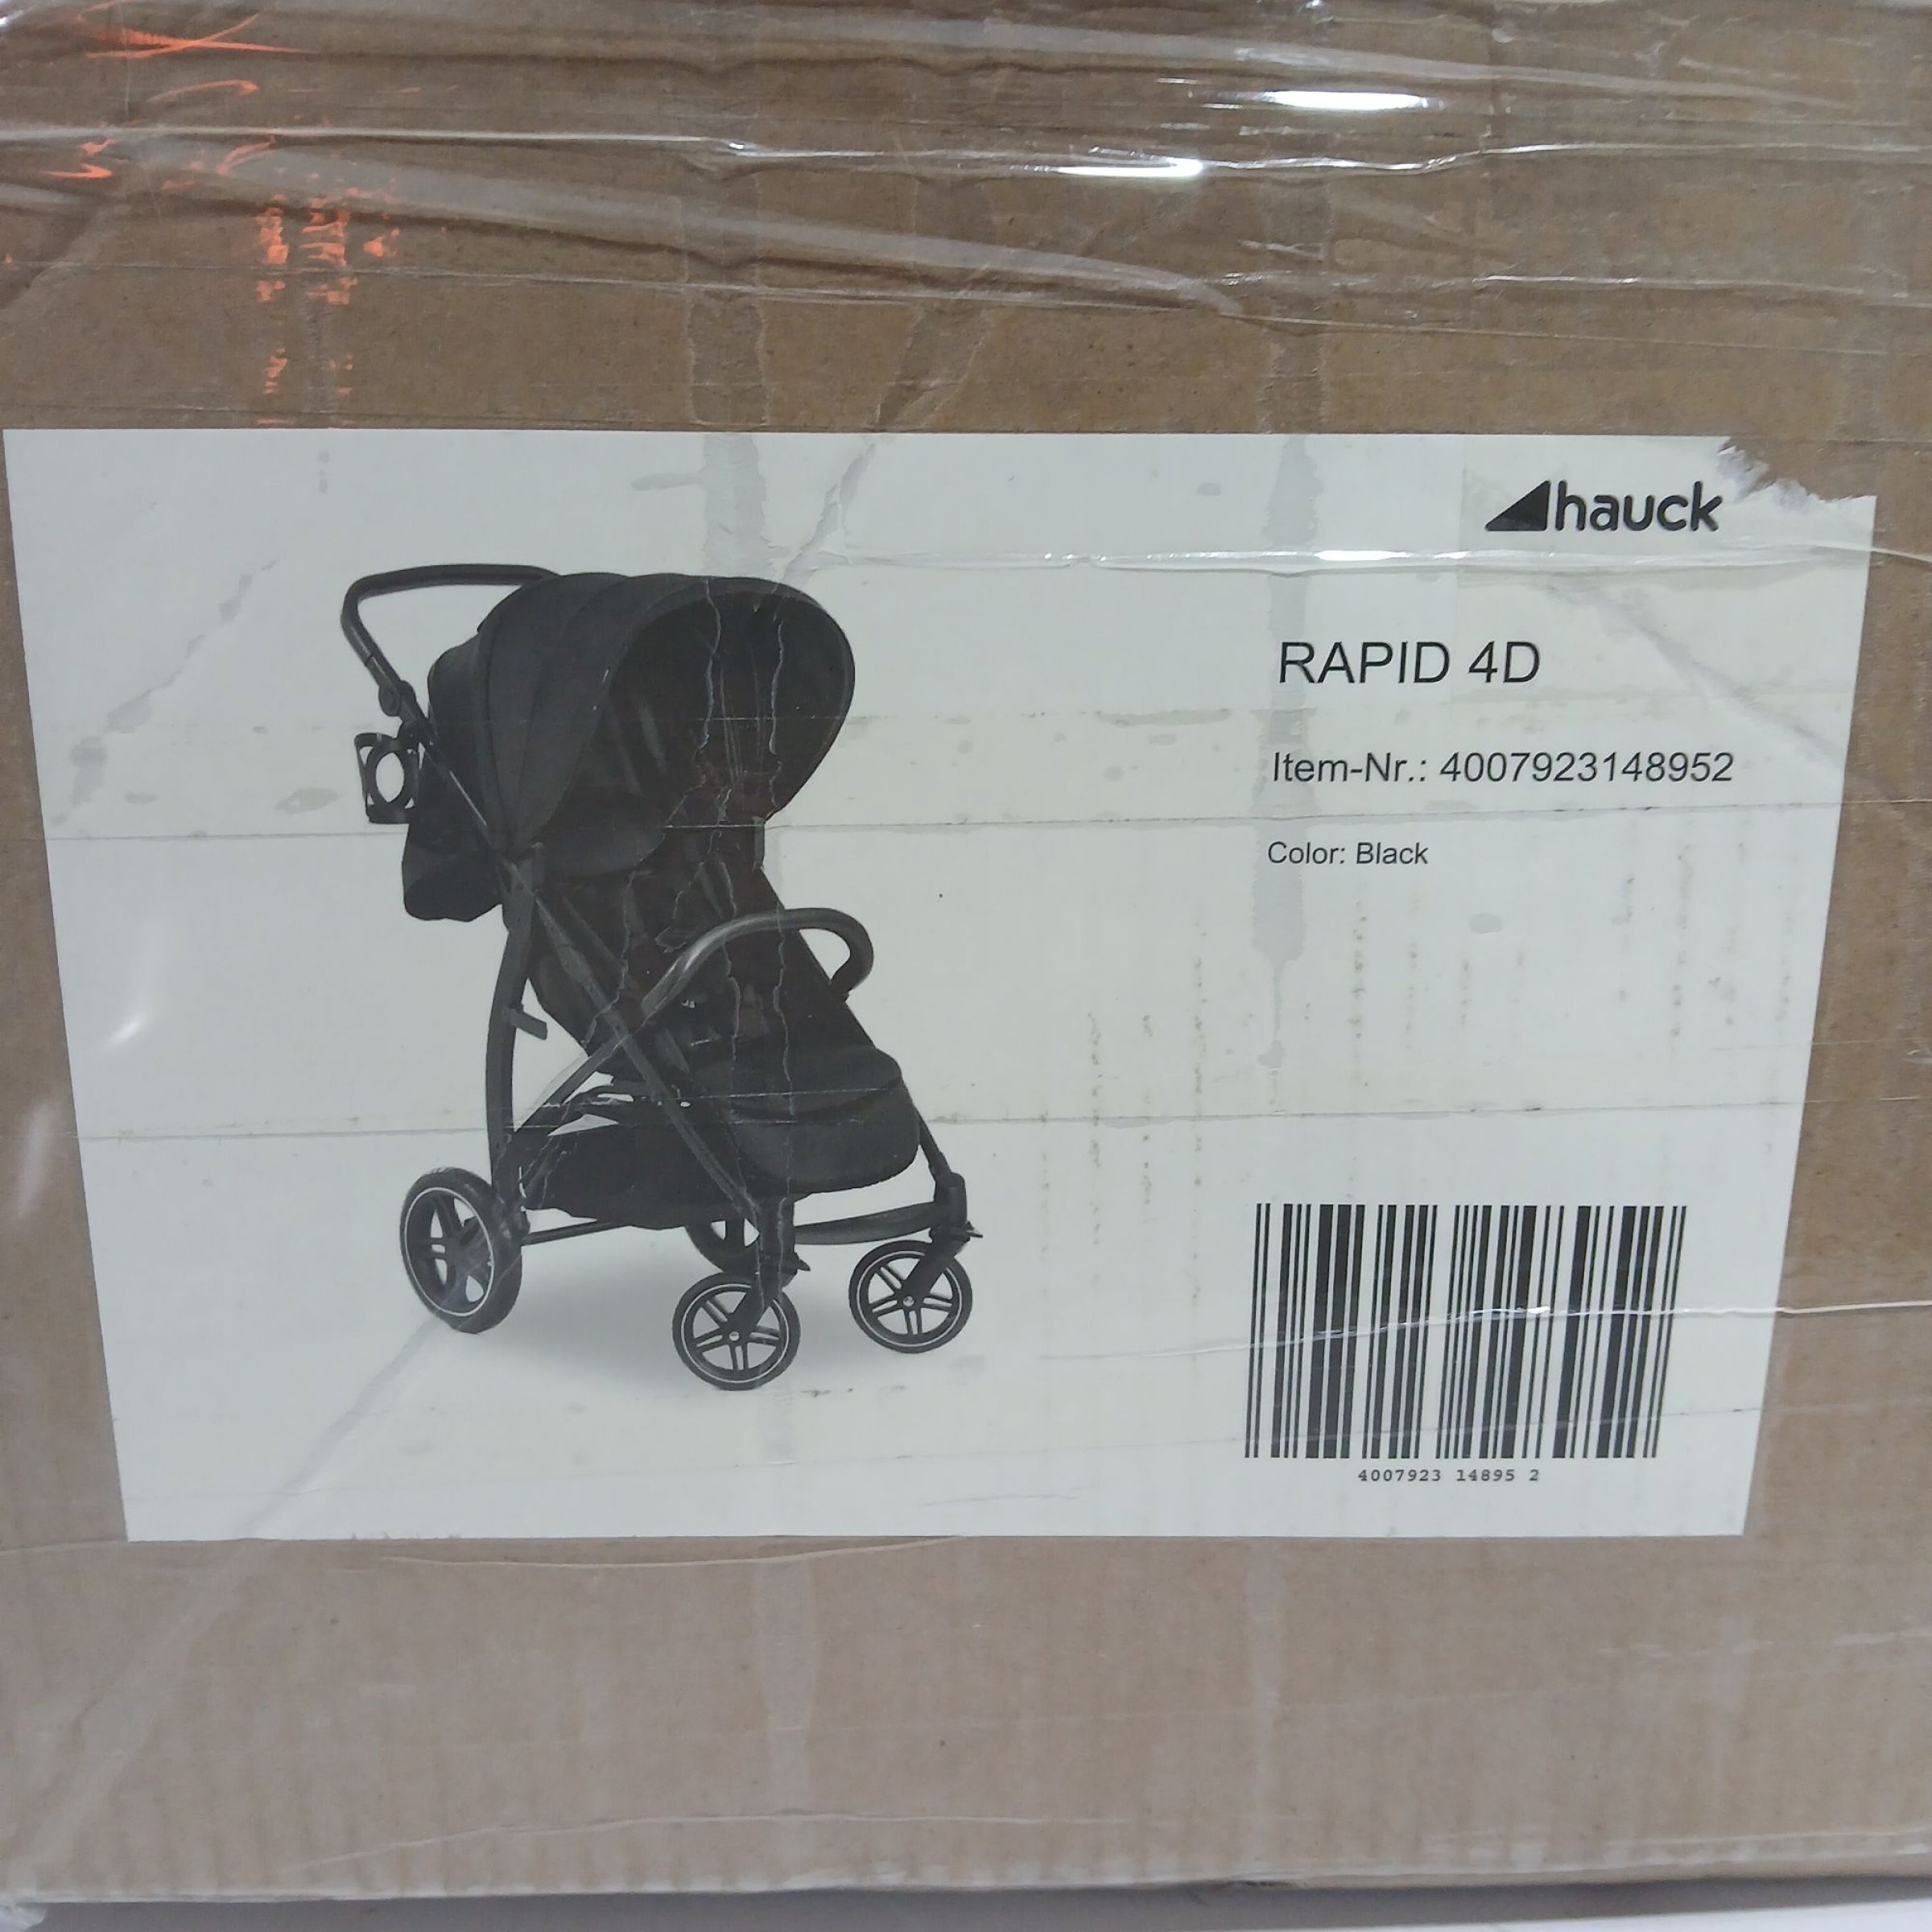 hauck
RAPID 4D
Item-Nr.: 4007923148952
Color: Black
4007923 14895 2